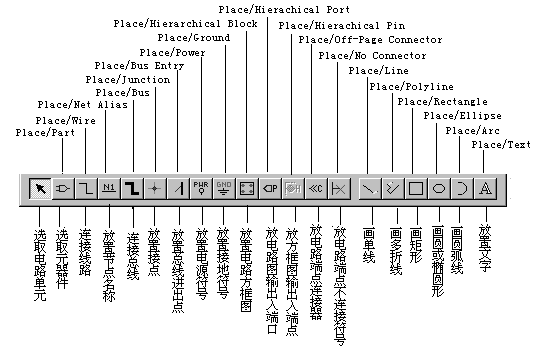 Place/Hierachical Port
Place/Hierarchical Block
Place/Hierachical Pin
Place/Ground
Place/Off-Page Connector
Place/Power
Place/No Connector
Place/Bus Entry
Place/Line
Place/Junction
Place/Polyline
Place/Bus
Place/Rectangle
Place/Net Alias
Place/Ellipse
Place/Wire
Place/Arc
Place/Part
Place/Text
N1
PWR
GND
H
P
C
A
选取电路单元
选取元器件
连接线路
放置节点名称
连接总线
放置接点
放置总线进出点
放置电源符号
放置接地符号
放置电路方框图
放电路图输出入端口
放方框图输出入端点
放电路端点连接器
放电路端点不连接符号
画单线
画多折线
画矩形
画圆或椭圆形
画圆弧线
放置文字